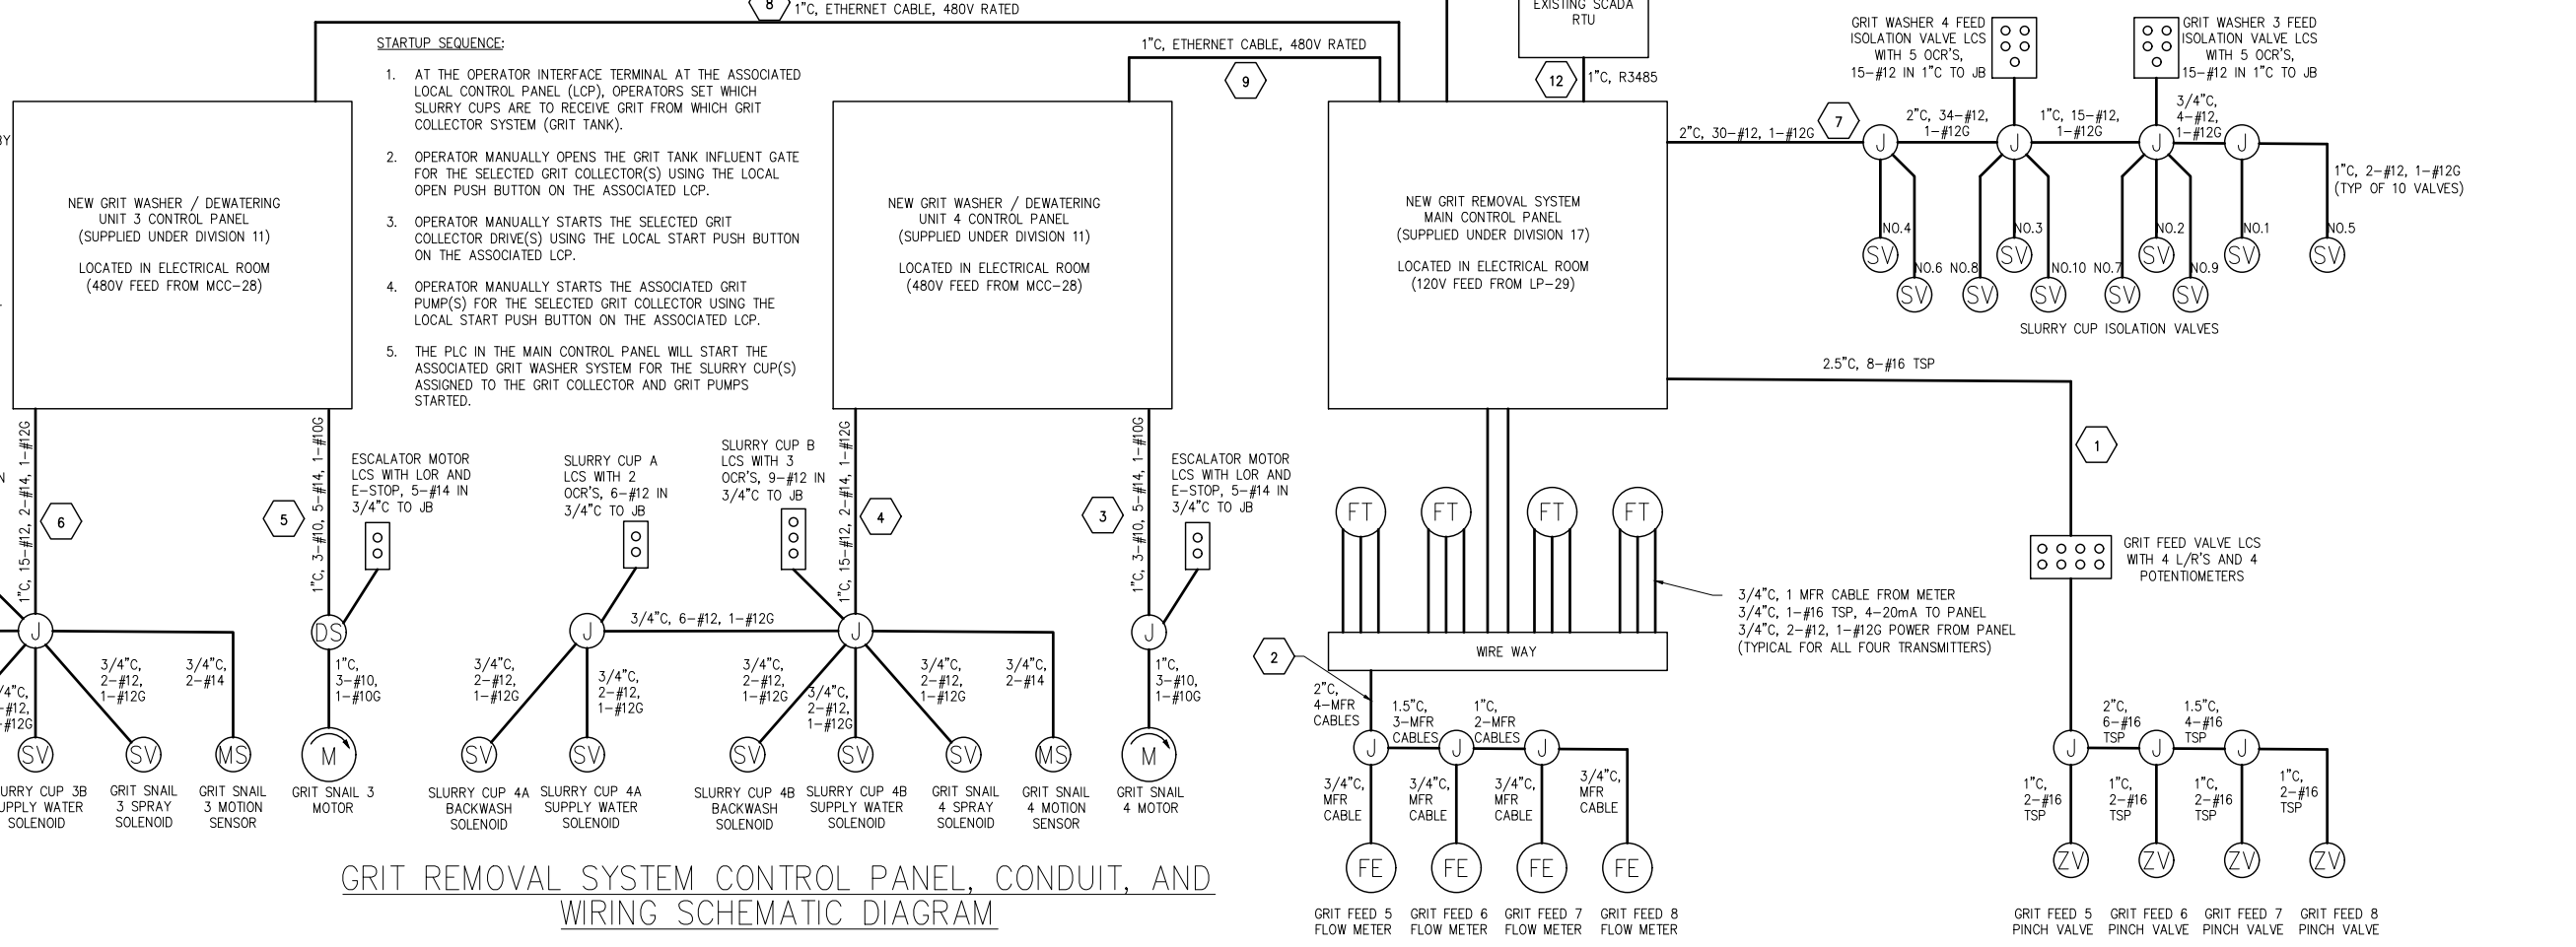 8
1"C, ETHERNET CABLE, 480V RATED
STARTUP SEQUENCE:
1. AT THE OPERATOR INTERFACE TERMINAL AT THE ASSOCIATED
LOCAL CONTROL PANEL (LCP), OPERATORS SET WHICH
SLURRY CUPS ARE TO RECEIVE GRIT FROM WHICH GRIT
COLLECTOR SYSTEM (GRIT TANK).
2. OPERATOR MANUALLY OPENS THE GRIT TANK INFLUENT GATE
FOR THE SELECTED GRIT COLLECTOR(S) USING THE LOCAL
OPEN PUSH BUTTON ON THE ASSOCIATED LCP.
3. OPERATOR MANUALLY STARTS THE SELECTED GRIT
COLLECTOR DRIVE(S) USING THE LOCAL START PUSH BUTTON
ON THE ASSOCIATED LCP.
4. OPERATOR MANUALLY STARTS THE ASSOCIATED GRIT
PUMP(S) FOR THE SELECTED GRIT COLLECTOR USING THE
LOCAL START PUSH BUTTON ON THE ASSOCIATED LCP.
5. THE PLC IN THE MAIN CONTROL PANEL WILL START THE
ASSOCIATED GRIT WASHER SYSTEM FOR THE SLURRY CUP(S)
ASSIGNED TO THE GRIT COLLECTOR AND GRIT PUMPS
STARTED.
NEW GRIT WASHER / DEWATERING
UNIT 3 CONTROL PANEL
(SUPPLIED UNDER DIVISION 11)
LOCATED IN ELECTRICAL ROOM
(480V FEED FROM MCC-28)
1"C, ETHERNET CABLE, 480V RATED
9
NEW GRIT WASHER / DEWATERING
UNIT 4 CONTROL PANEL
(SUPPLIED UNDER DIVISION 11)
LOCATED IN ELECTRICAL ROOM
(480V FEED FROM MCC-28)
EXISTING SCADA
RTU
12
1"C, R3485
NEW GRIT REMOVAL SYSTEM
MAIN CONTROL PANEL
(SUPPLIED UNDER DIVISION 17)
LOCATED IN ELECTRICAL ROOM
(120V FEED FROM LP-29)
GRIT WASHER 4 FEED
ISOLATION VALVE LCS
WITH 5 OCR'S,
15-#12 IN 1"C TO JB
GRIT WASHER 3 FEED
ISOLATION VALVE LCS
WITH 5 OCR'S,
15-#12 IN 1"C TO JB
2"C, 30-#12, 1-#12G
7
J
2"C, 34-#12,
1-#12G
J
1"C, 15-#12,
1-#12G
J
3/4"C,
4-#12,
1-#12G
J
1"C, 2-#12, 1-#12G
(TYP OF 10 VALVES)
NO.4
NO.3
NO.2
NO.1
NO.5
SV
SV
SV
SV
SV
NO.6
NO.8
NO.10
NO.7
NO.9
SV
SV
SV
SV
SV
SLURRY CUP ISOLATION VALVES
2.5"C, 8-#16 TSP
1
GRIT FEED VALVE LCS
WITH 4 L/R'S AND 4
POTENTIOMETERS
1"C, 15-#12, 2-#14, 1-#12G
6
1"C, 3-#10, 5-#14, 1-#10G
5
ESCALATOR MOTOR
LCS WITH LOR AND
E-STOP, 5-#14 IN
3/4"C TO JB
SLURRY CUP A
LCS WITH 2
OCR'S, 6-#12 IN
3/4"C TO JB
SLURRY CUP B
LCS WITH 3
OCR'S, 9-#12 IN
3/4"C TO JB
1"C, 15-#12, 2-#14, 1-#12G
4
1"C, 3-#10, 5-#14, 1-#10G
3
ESCALATOR MOTOR
LCS WITH LOR AND
E-STOP, 5-#14 IN
3/4"C TO JB
FT
FT
FT
FT
3/4"C, 1 MFR CABLE FROM METER
3/4"C, 1-#16 TSP, 4-20mA TO PANEL
3/4"C, 2-#12, 1-#12G POWER FROM PANEL
(TYPICAL FOR ALL FOUR TRANSMITTERS)
WIRE WAY
2
J
DS
J
3/4"C, 6-#12, 1-#12G
J
J
3/4"C,
2-#12,
1-#12G
3/4"C,
2-#14
1"C,
3-#10,
1-#10G
3/4"C,
2-#12,
1-#12G
3/4"C,
2-#12,
1-#12G
3/4"C,
2-#12,
1-#12G
3/4"C,
2-#12,
1-#12G
3/4"C,
2-#12,
1-#12G
3/4"C,
2-#14
1"C,
3-#10,
1-#10G
SV
SV
MS
M
SV
SV
SV
SV
SV
MS
M
GRIT SNAIL
3 SPRAY
SOLENOID
GRIT SNAIL
3 MOTION
SENSOR
GRIT SNAIL 3
MOTOR
SLURRY CUP 4A
BACKWASH
SOLENOID
SLURRY CUP 4A
SUPPLY WATER
SOLENOID
SLURRY CUP 4B
BACKWASH
SOLENOID
SLURRY CUP 4B
SUPPLY WATER
SOLENOID
GRIT SNAIL
4 SPRAY
SOLENOID
GRIT SNAIL
4 MOTION
SENSOR
GRIT SNAIL
4 MOTOR
2"C,
4-MFR
CABLES
1.5"C,
3-MFR
CABLES
1"C,
2-MFR
CABLES
J
J
J
3/4"C,
MFR
CABLE
3/4"C,
MFR
CABLE
3/4"C,
MFR
CABLE
3/4"C,
MFR
CABLE
FE
FE
FE
FE
GRIT FEED 5
FLOW METER
GRIT FEED 6
FLOW METER
GRIT FEED 7
FLOW METER
GRIT FEED 8
FLOW METER
2"C,
6-#16
TSP
1.5"C,
4-#16
TSP
J
J
J
1"C,
2-#16
TSP
1"C,
2-#16
TSP
1"C,
2-#16
TSP
1"C,
2-#16
TSP
ZV
ZV
ZV
ZV
GRIT FEED 5
PINCH VALVE
GRIT FEED 6
PINCH VALVE
GRIT FEED 7
PINCH VALVE
GRIT FEED 8
PINCH VALVE
GRIT REMOVAL SYSTEM CONTROL PANEL, CONDUIT, AND
WIRING SCHEMATIC DIAGRAM